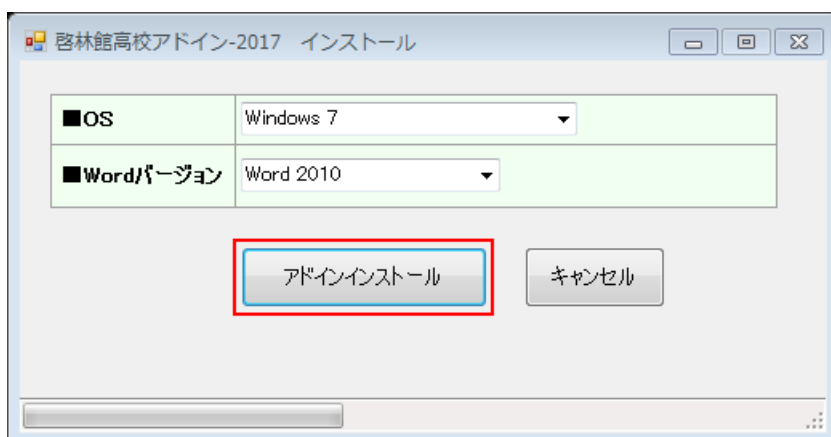 啓林館高校アドイン-2017　インストール
■OS
Windows 7
■Wordバージョン
Word 2010
アドインインストール
キャンセル